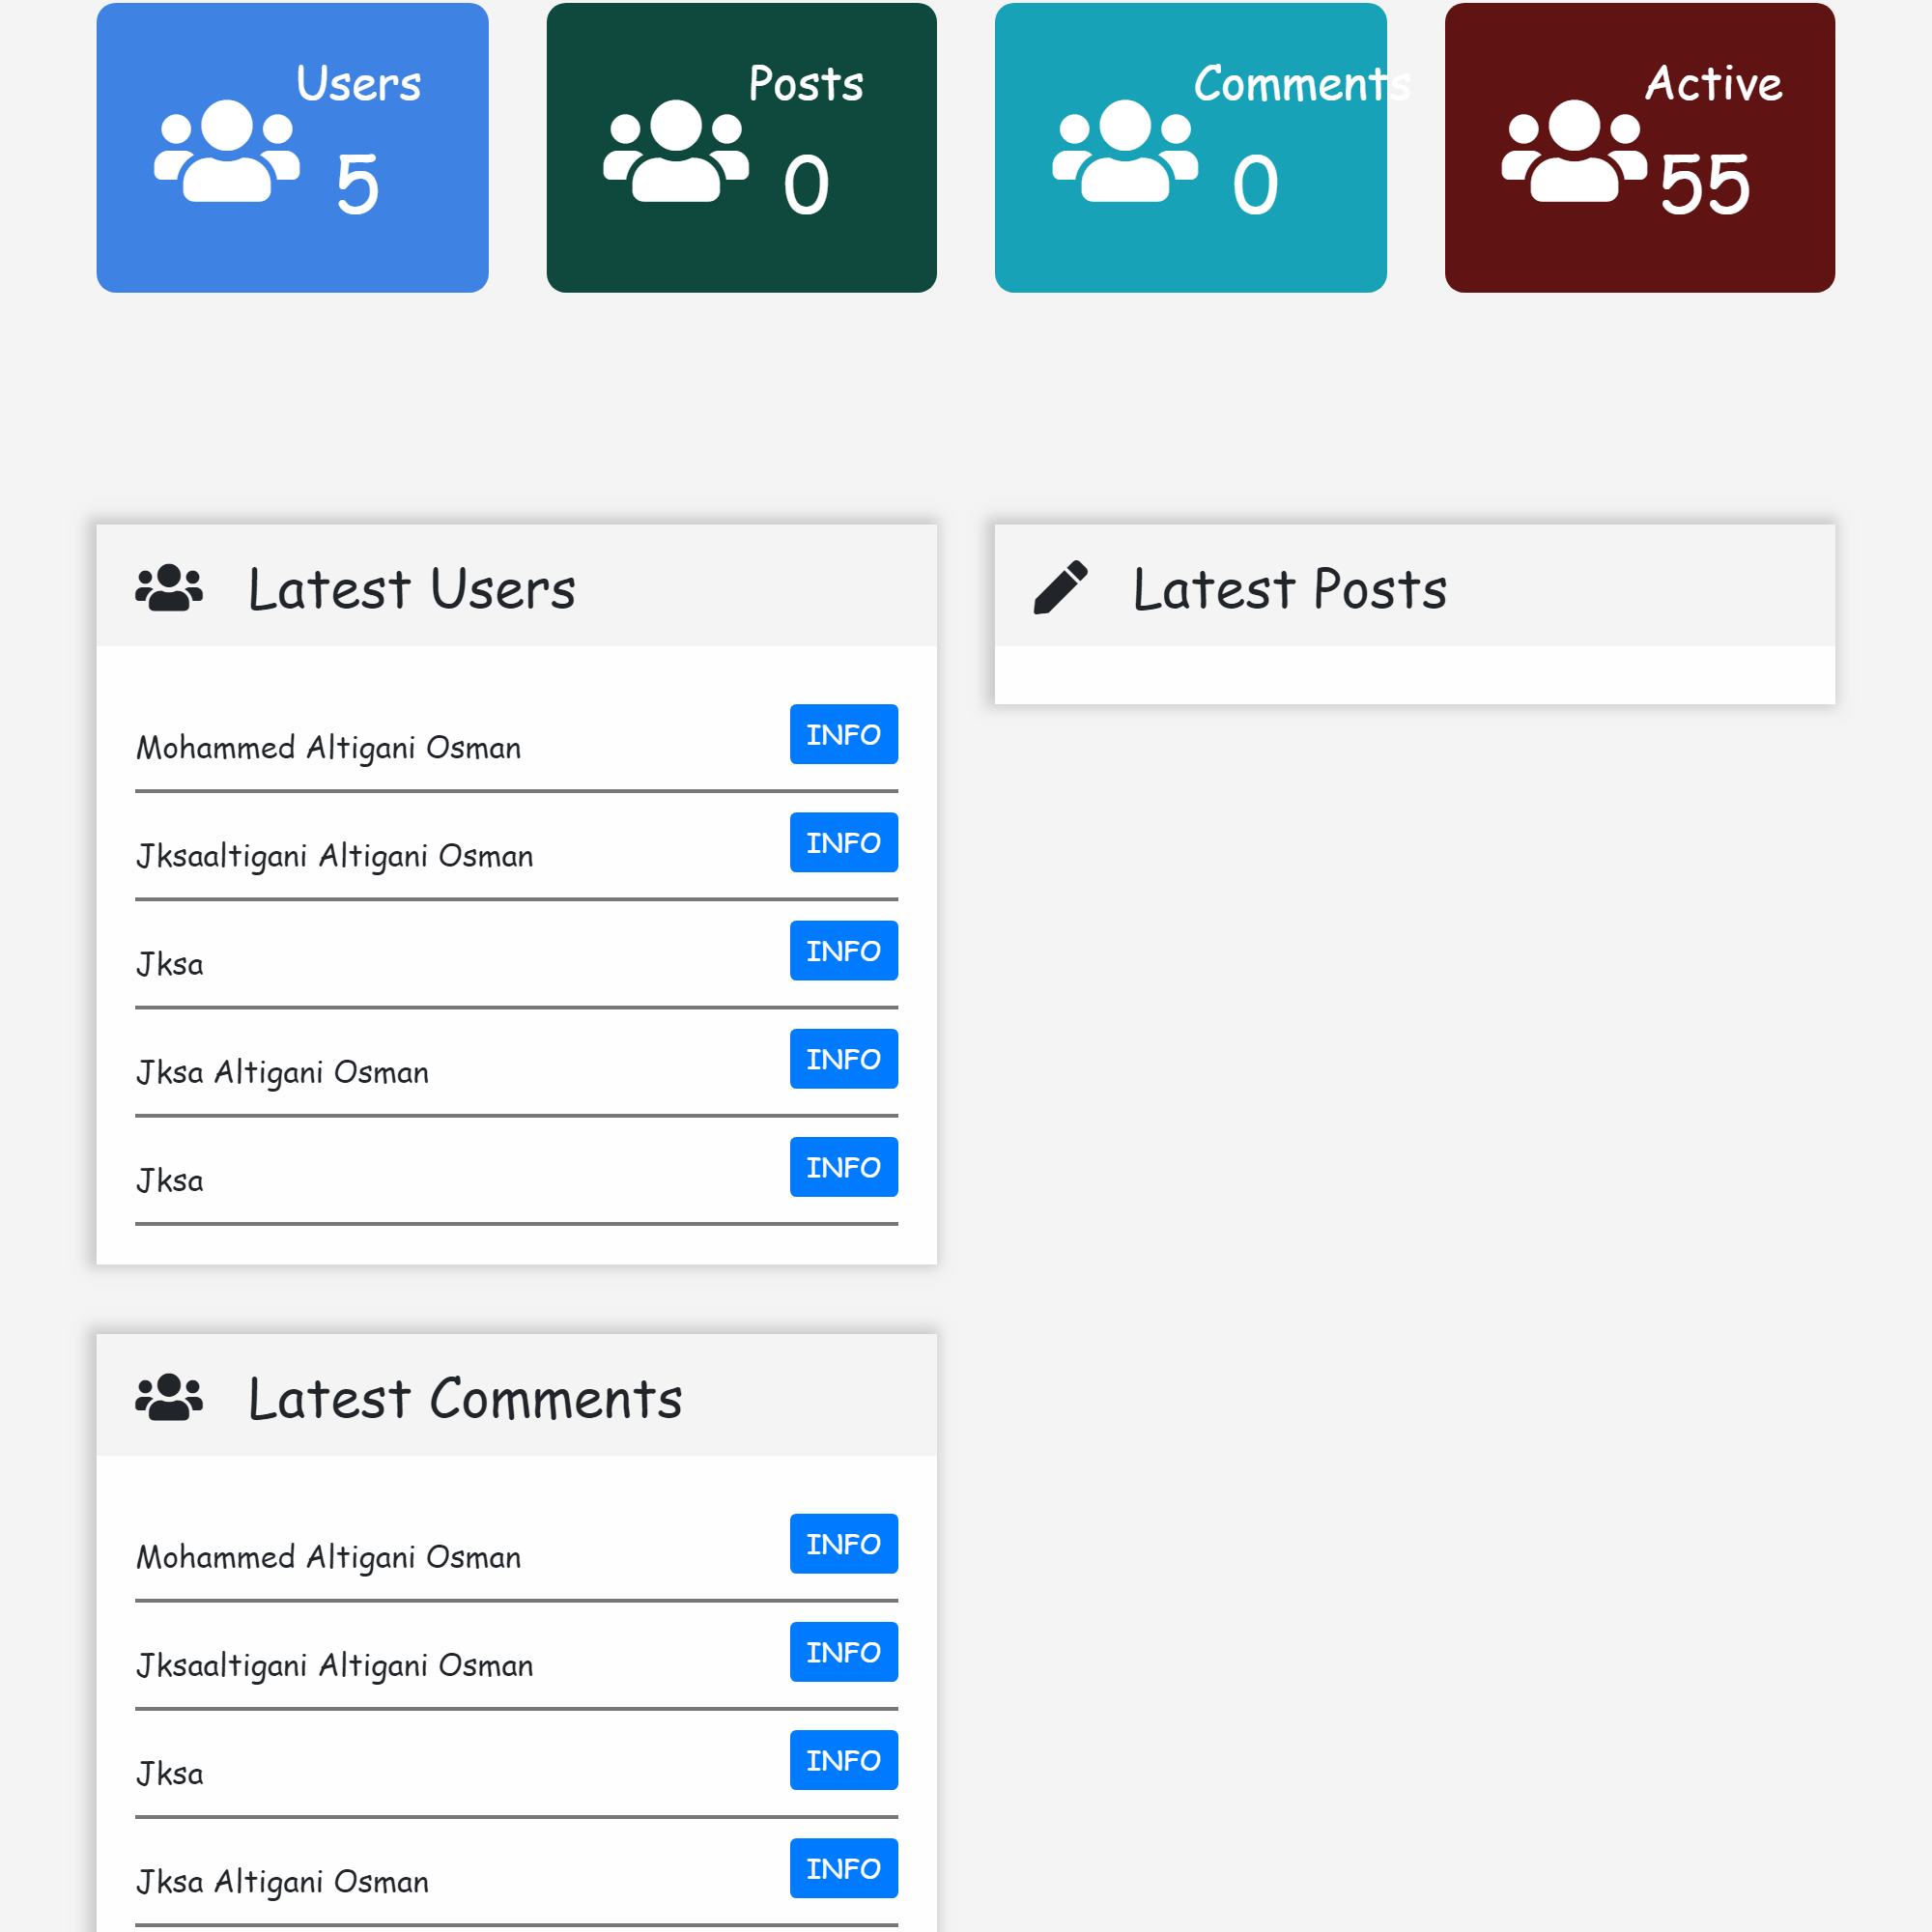 Users
5
Posts
0
Comments
0
Active
55
Latest Users
Mohammed Altigani Osman
INFO
Jksaaltigani Altigani Osman
INFO
Jksa
INFO
Jksa Altigani Osman
INFO
Jksa
INFO
Latest Posts
Latest Comments
Mohammed Altigani Osman
INFO
Jksaaltigani Altigani Osman
INFO
Jksa
INFO
Jksa Altigani Osman
INFO